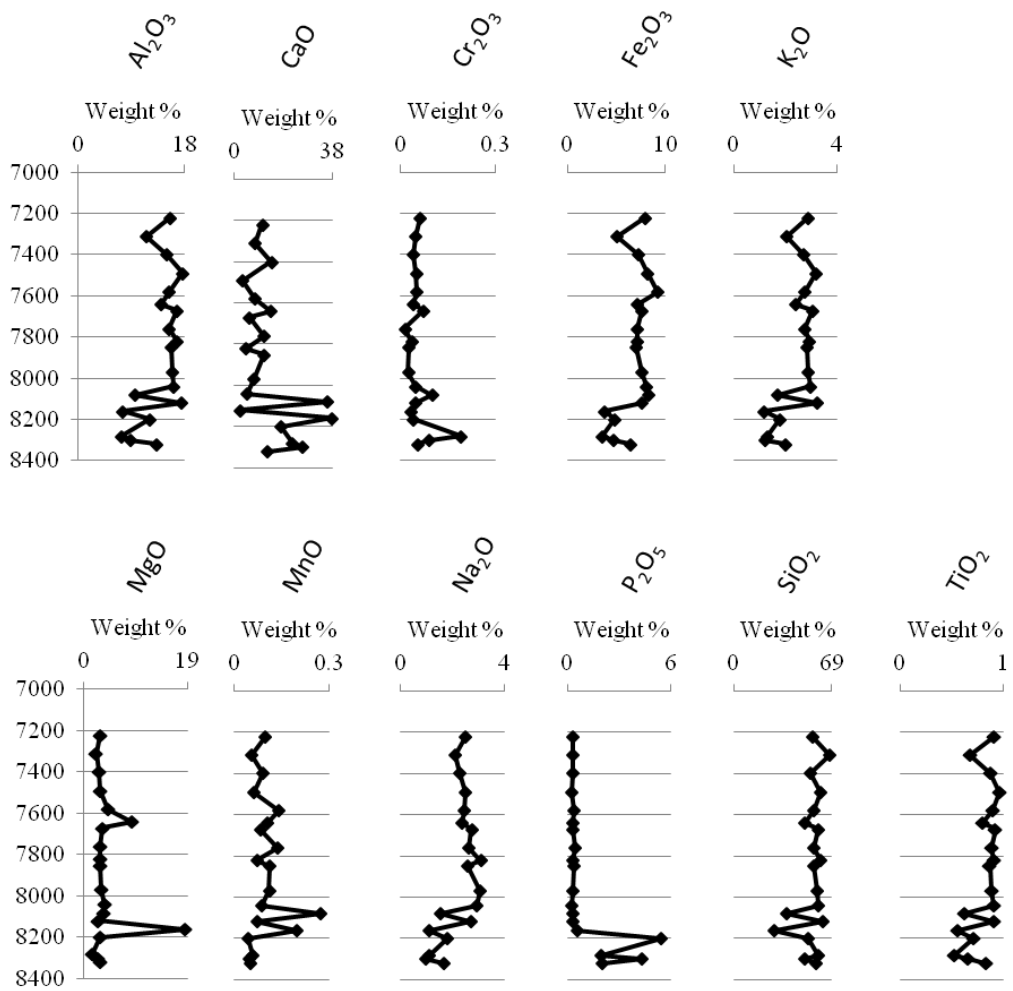 Al₂O₃ CaO Cr₂O₃ Fe₂O₃ K₂O
Weight % Weight % Weight % Weight % Weight %
0 18 0 38 0 0.3 0 10 0 4
7000
7200
7400
7600
7800
8000
8200
8400
MgO MnO Na₂O P₂O₅ SiO₂ TiO₂
Weight % Weight % Weight % Weight % Weight % Weight %
0 19 0 0.3 0 4 0 6 0 69 0 1
7000
7200
7400
7600
7800
8000
8200
8400